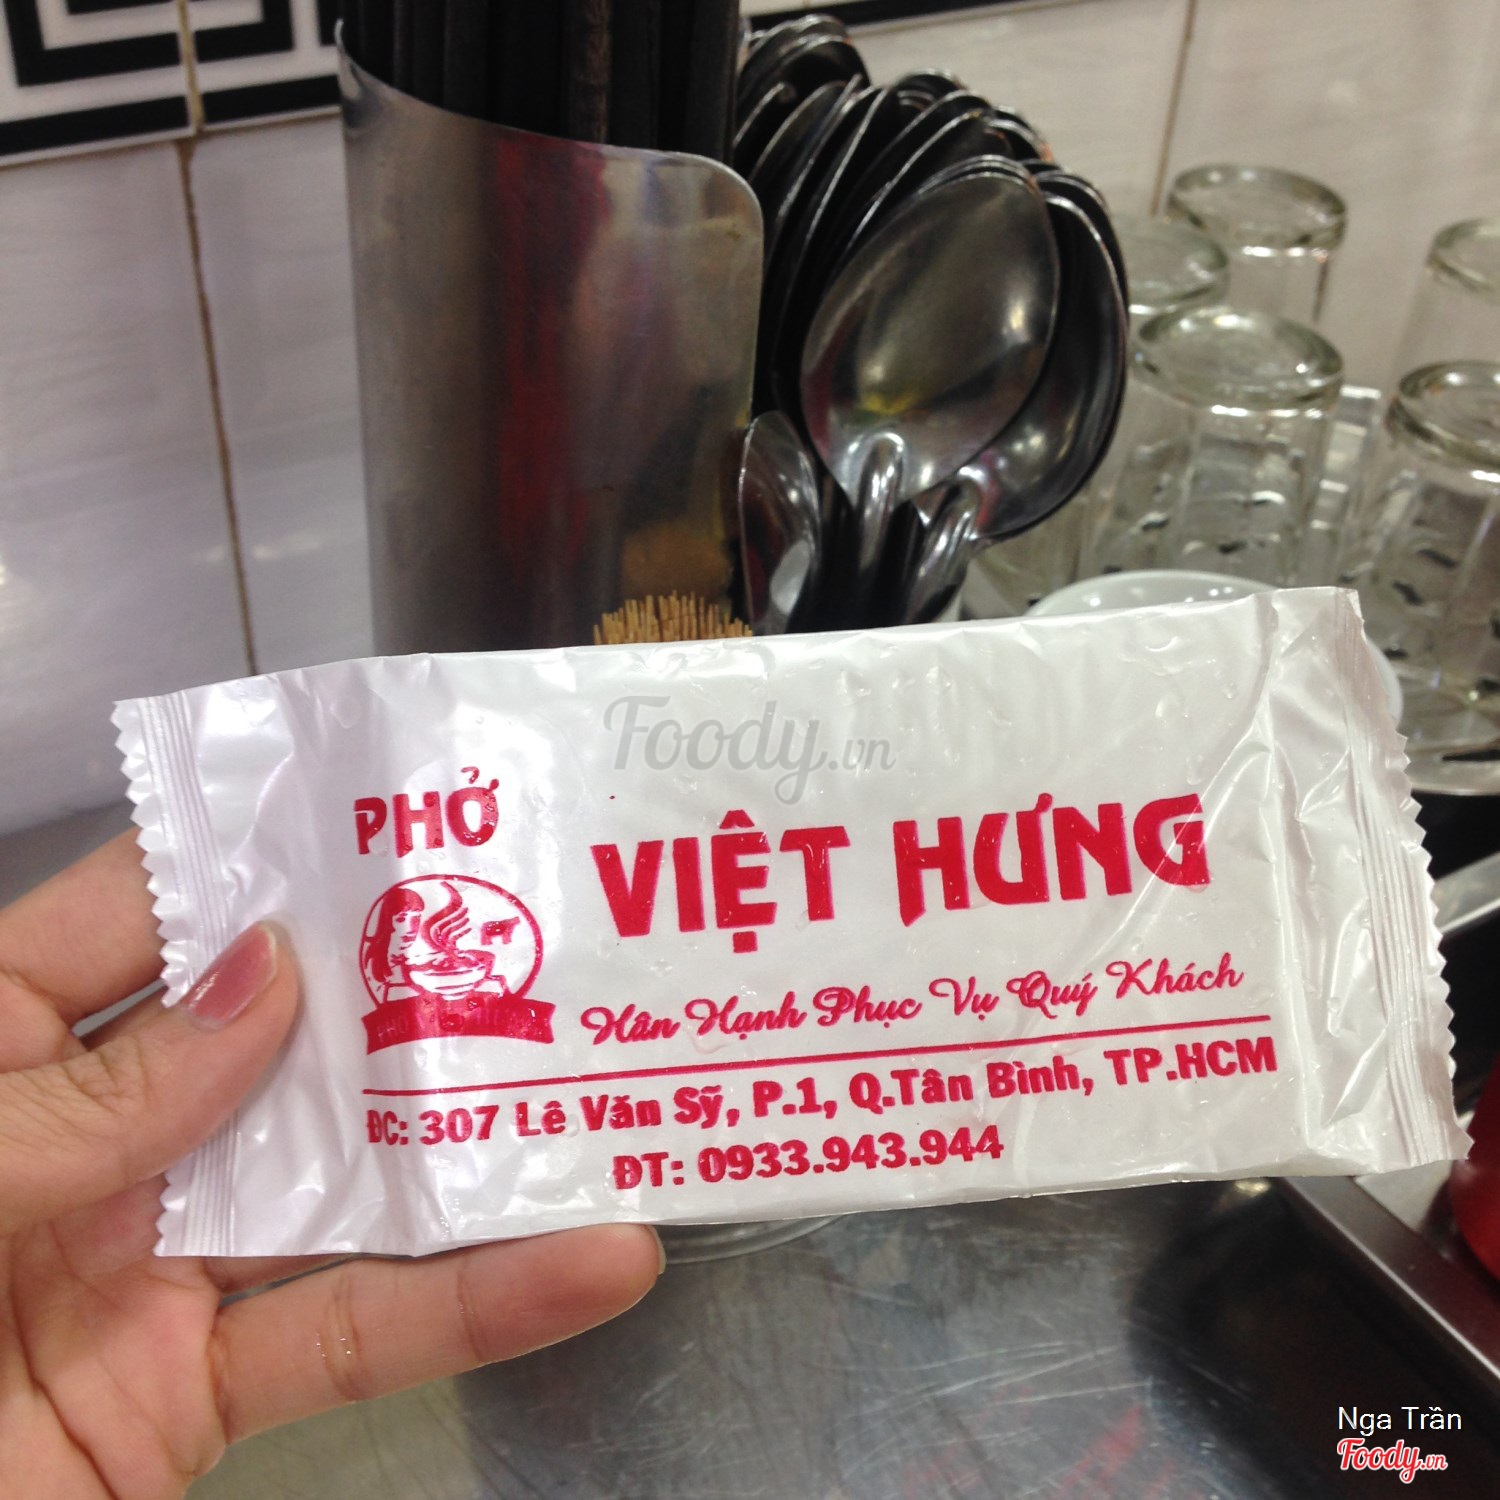 Foody.vn
PHỞ
VIỆT HƯNG
Hân Hạnh Phục Vụ Quý Khách
ĐC: 307 Lê Văn Sỹ, P.1, Q.Tân Bình, TP.HCM
ĐT: 0933.943.944
Nga Trần
Foody.vn